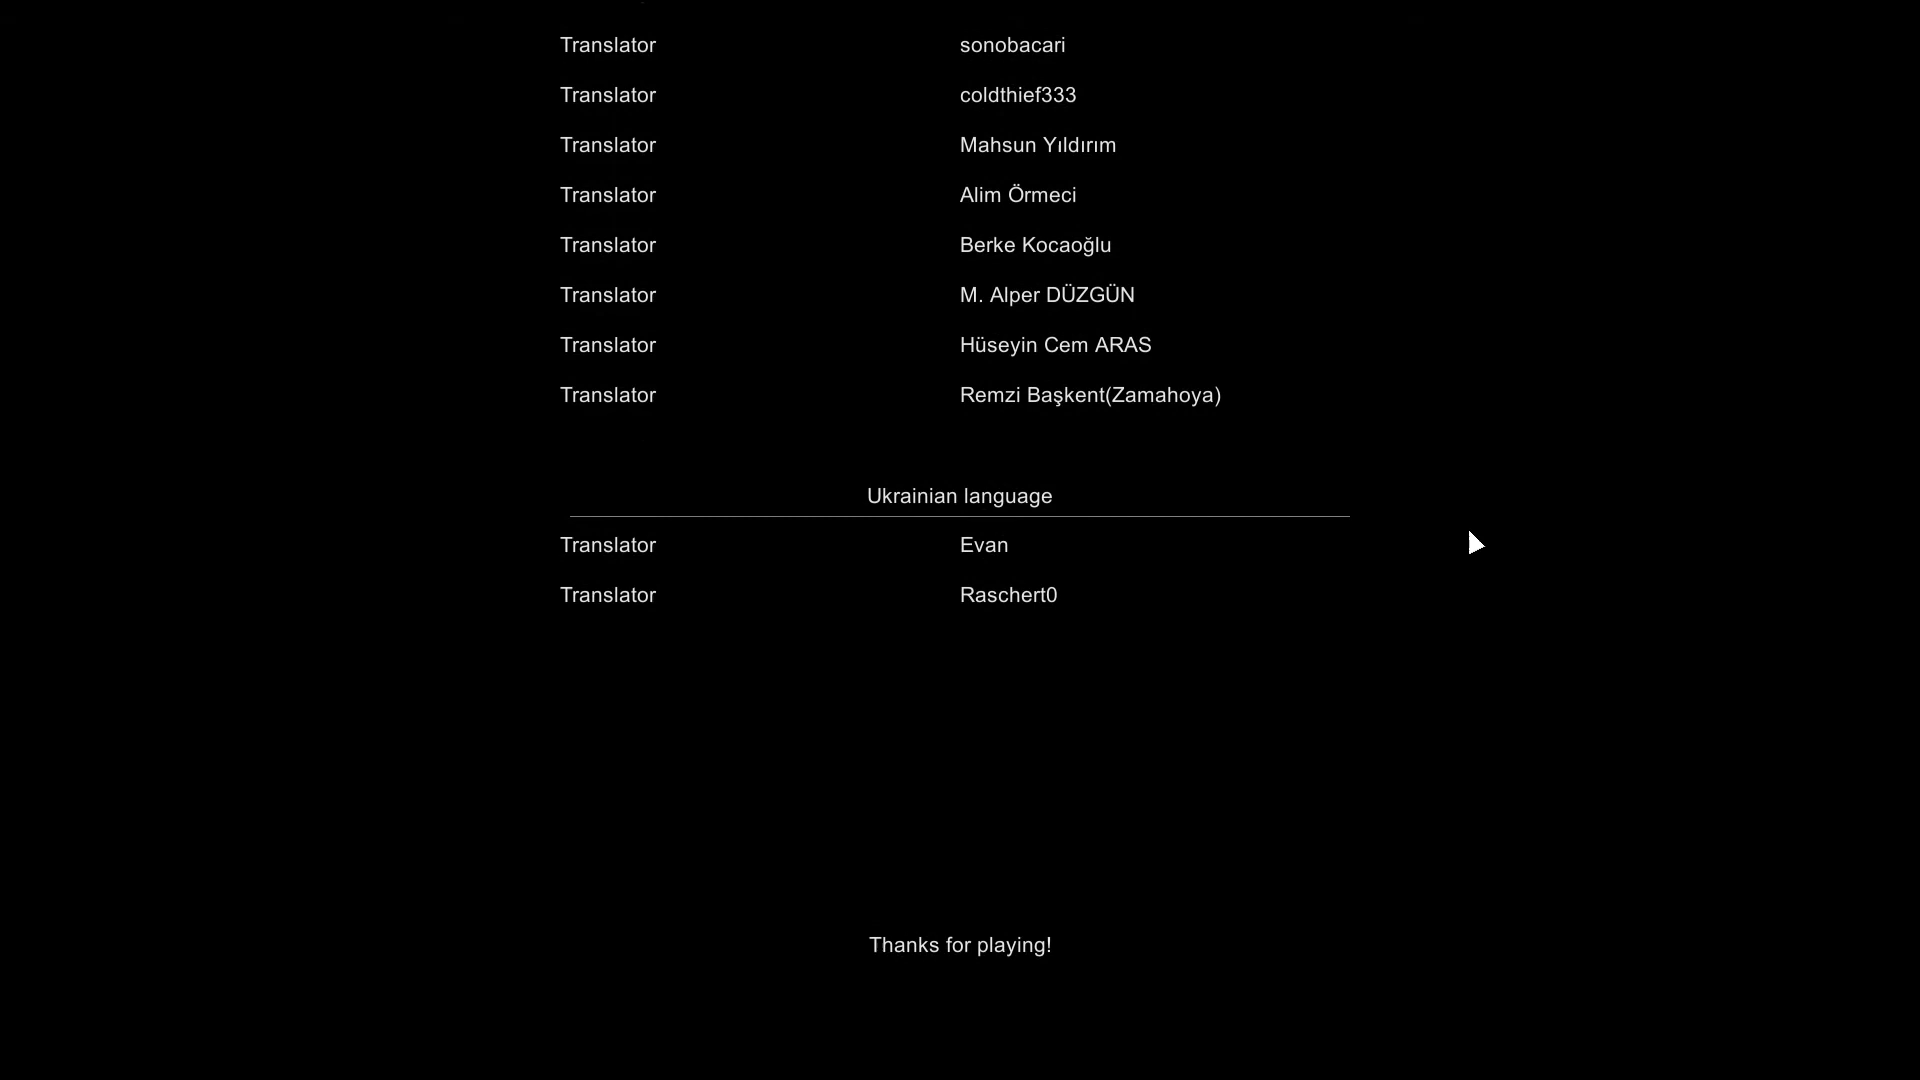 Translator sonobacari
Translator coldthief333
Translator Mahsun Yıldırım
Translator Alim Örmeci
Translator Berke Kocaoğlu
Translator M. Alper DÜZGÜN
Translator Hüseyin Cem ARAS
Translator Remzi Başkent(Zamahoya)
Ukrainian language
Translator Evan
Translator Raschert0
Thanks for playing!